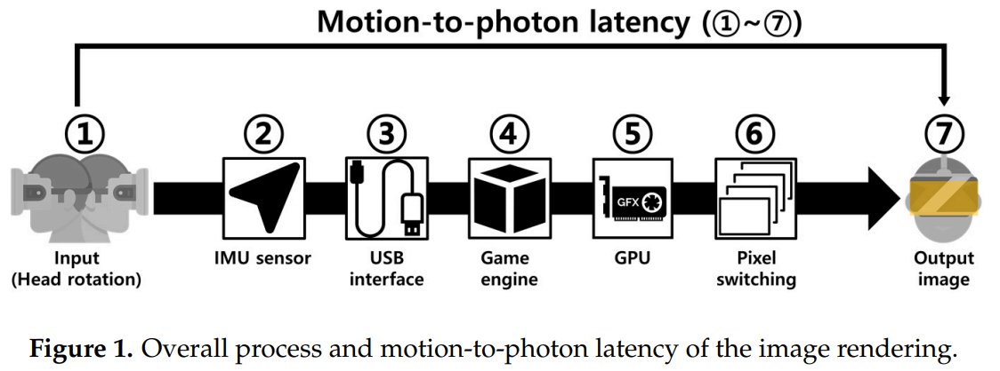 Motion-to-photon latency (①~⑦)
① ② ③ ④ ⑤ ⑥ ⑦
GFX
Input
(Head rotation)
IMU sensor
USB
interface
Game
engine
GPU
Pixel
switching
Output
image
Figure 1. Overall process and motion-to-photon latency of the image rendering.